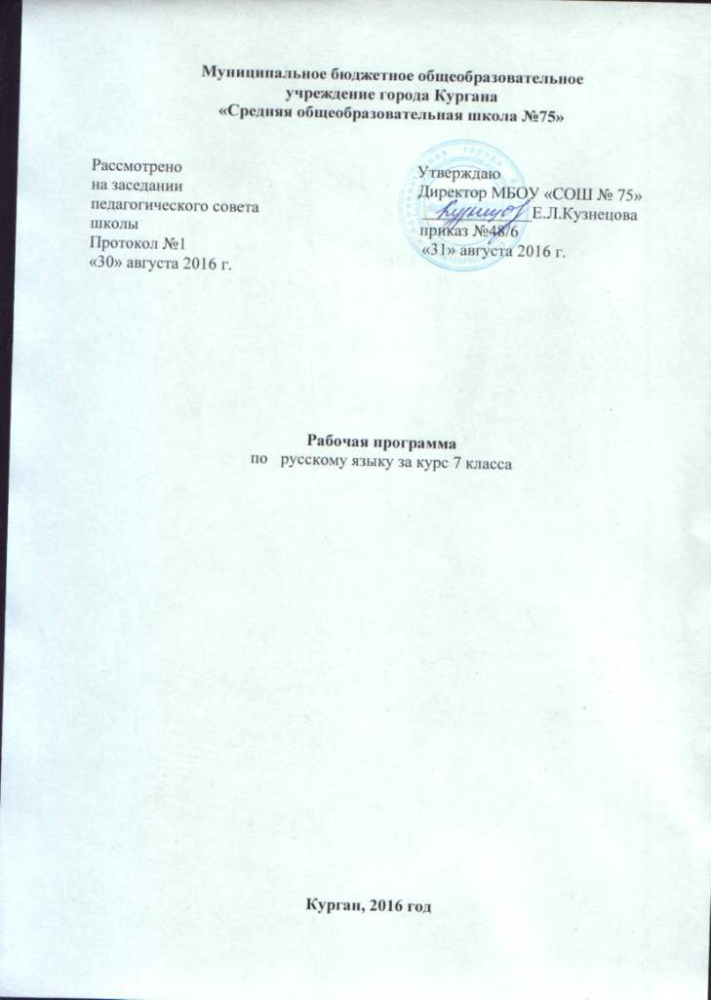 Муниципальное бюджетное общеобразовательное
учреждение города Кургана
«Средняя общеобразовательная школа №75»
Рассмотрено
на заседании
педагогического совета
школы
Протокол №1
«30» августа 2016 г.
Утверждаю
Директор МБОУ «СОШ № 75»
Е.Л.Кузнецова
приказ №48/6
«31» августа 2016 г.
Рабочая программа
по русскому языку за курс 7 класса
Курган, 2016 год